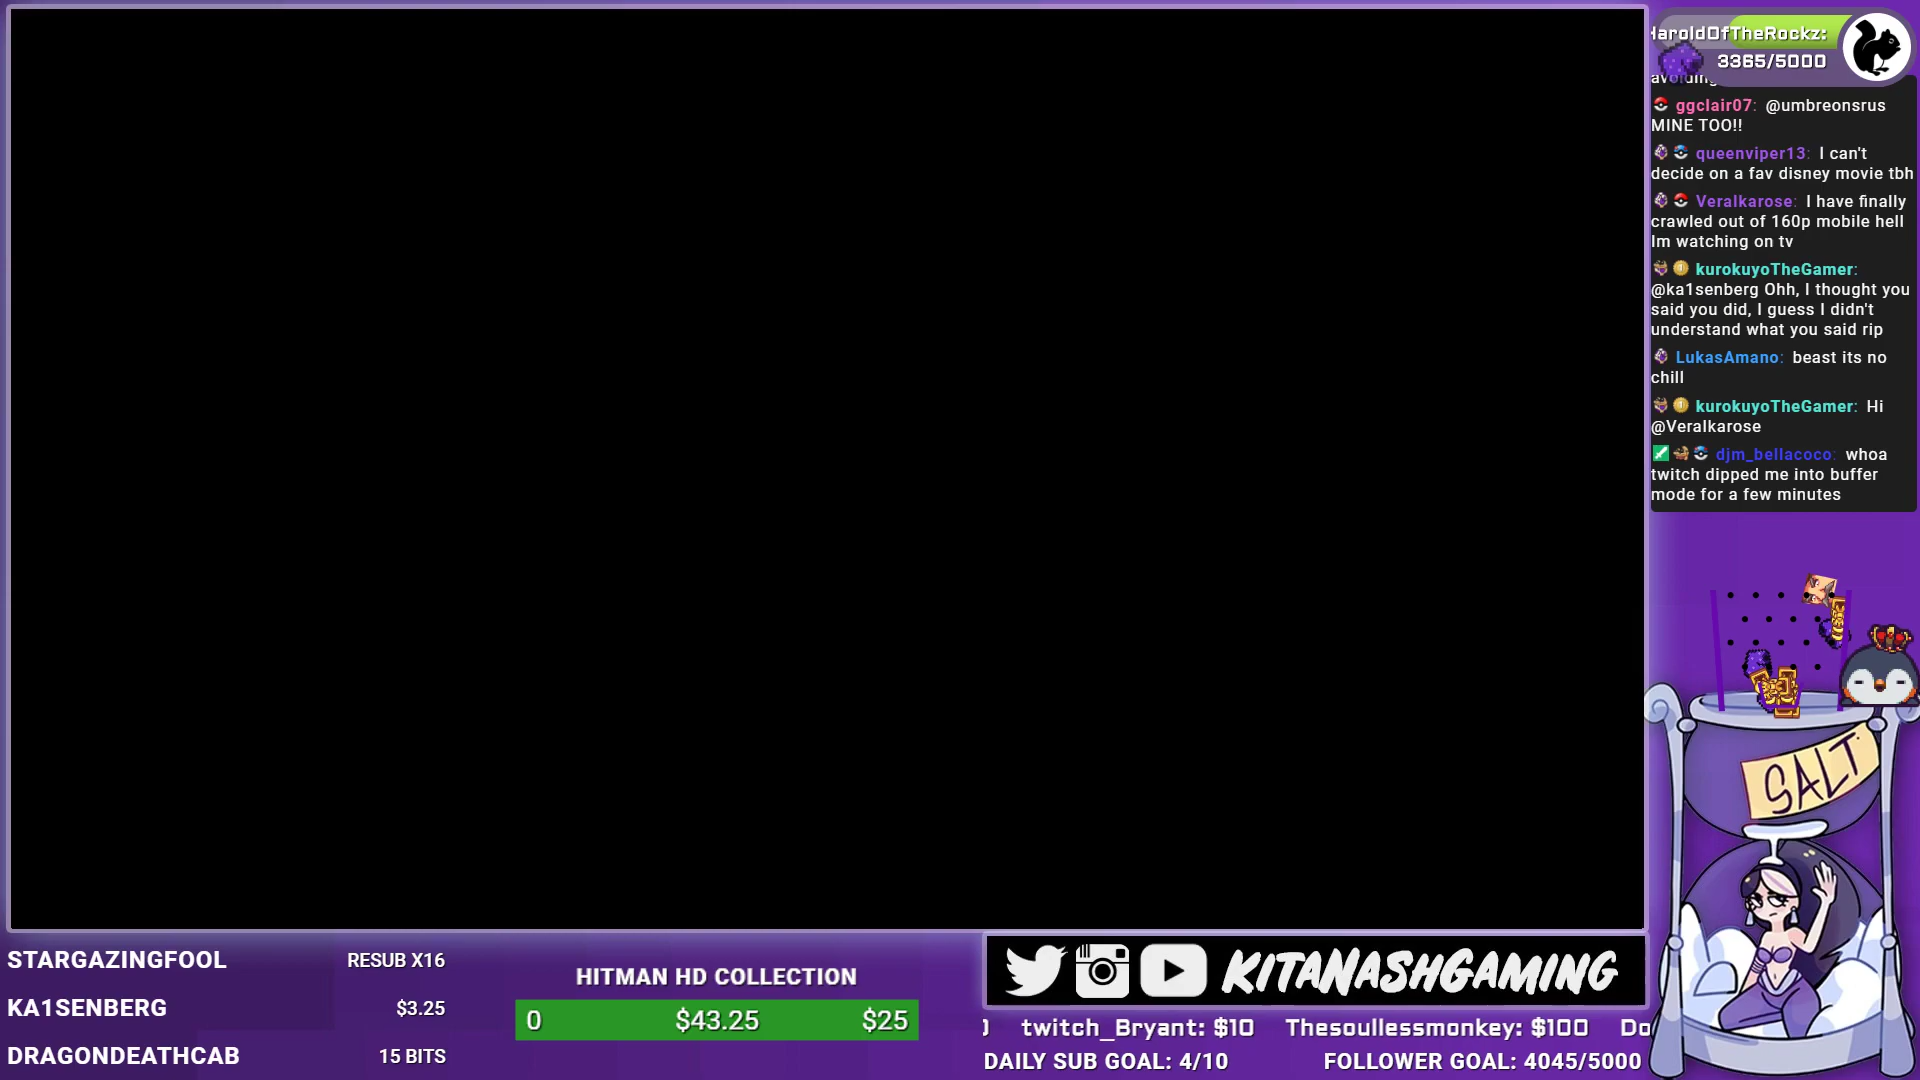 HaroldOfTheRockz:
3365/5000
avoiding
ggclair07: @umbreonsrus
MINE TOO!!
queenviper13: I can't
decide on a fav disney movie tbh
Veralkarose: I have finally
crawled out of 160p mobile hell
Im watching on tv
kurokuyoTheGamer:
@ka1senberg Ohh, I thought you
said you did, I guess I didn't
understand what you said rip
LukasAmano: beast its no
chill
kurokuyoTheGamer: Hi
@Veralkarose
djm_bellacoco: whoa
twitch dipped me into buffer
mode for a few minutes
SALT
STARGAZINGFOOL RESUB X16
KA1SENBERG $3.25
DRAGONDEATHCAB 15 BITS
HITMAN HD COLLECTION
0 $43.25 $25
KITANASHGAMING
twitch_Bryant: $10 Thesoullessmonkey: $100 Do
DAILY SUB GOAL: 4/10 FOLLOWER GOAL: 4045/5000